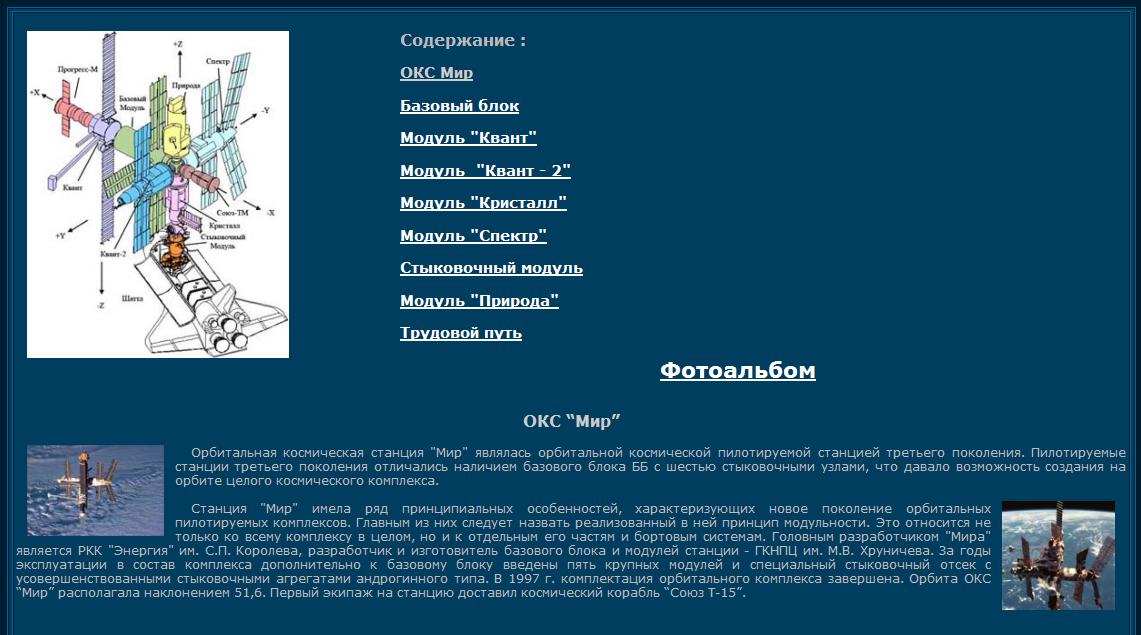 +Z
Спектр
Прогресс-М
Природа
+X
Базовый
Модуль
-Y
Квант
Союз-ТМ
-X
Кристалл
+Y
Стыковочный
Модуль
Квант-2
-Z
Шаттл
Содержание :
ОКС Мир
Базовый блок
Модуль "Квант"
Модуль "Квант - 2"
Модуль "Кристалл"
Модуль "Спектр"
Стыковочный модуль
Модуль "Природа"
Трудовой путь
Фотоальбом
ОКС “Мир”
Орбитальная космическая станция "Мир" являлась орбитальной космической пилотируемой станцией третьего поколения. Пилотируемые
станции третьего поколения отличались наличием базового блока ББ с шестью стыковочными узлами, что давало возможность создания на
орбите целого космического комплекса.
Станция "Мир" имела ряд принципиальных особенностей, характеризующих новое поколение орбитальных
пилотируемых комплексов. Главным из них следует назвать реализованный в ней принцип модульности. Это относится не
только ко всему комплексу в целом, но и к отдельным его частям и бортовым системам. Головным разработчиком "Мира"
является РКК "Энергия" им. С.П. Королева, разработчик и изготовитель базового блока и модулей станции - ГКНПЦ им. М.В. Хруничева. За годы
эксплуатации в состав комплекса дополнительно к базовому блоку введены пять крупных модулей и специальный стыковочный отсек с
усовершенствованными стыковочными агрегатами андрогинного типа. В 1997 г. комплектация орбитального комплекса завершена. Орбита ОКС
“Мир” располагала наклонением 51,6. Первый экипаж на станцию доставил космический корабль “Союз Т-15”.